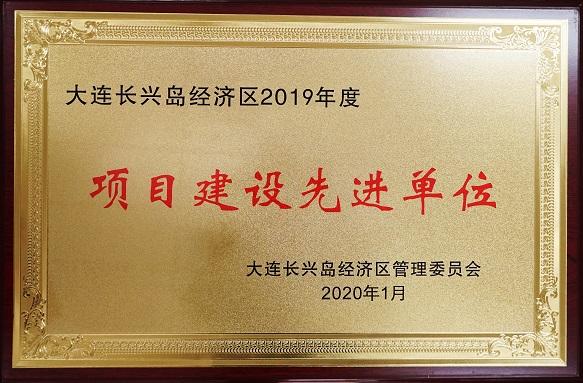 大连长兴岛经济区2019年度
项目建设先进单位
大连长兴岛经济区管理委员会
2020年1月